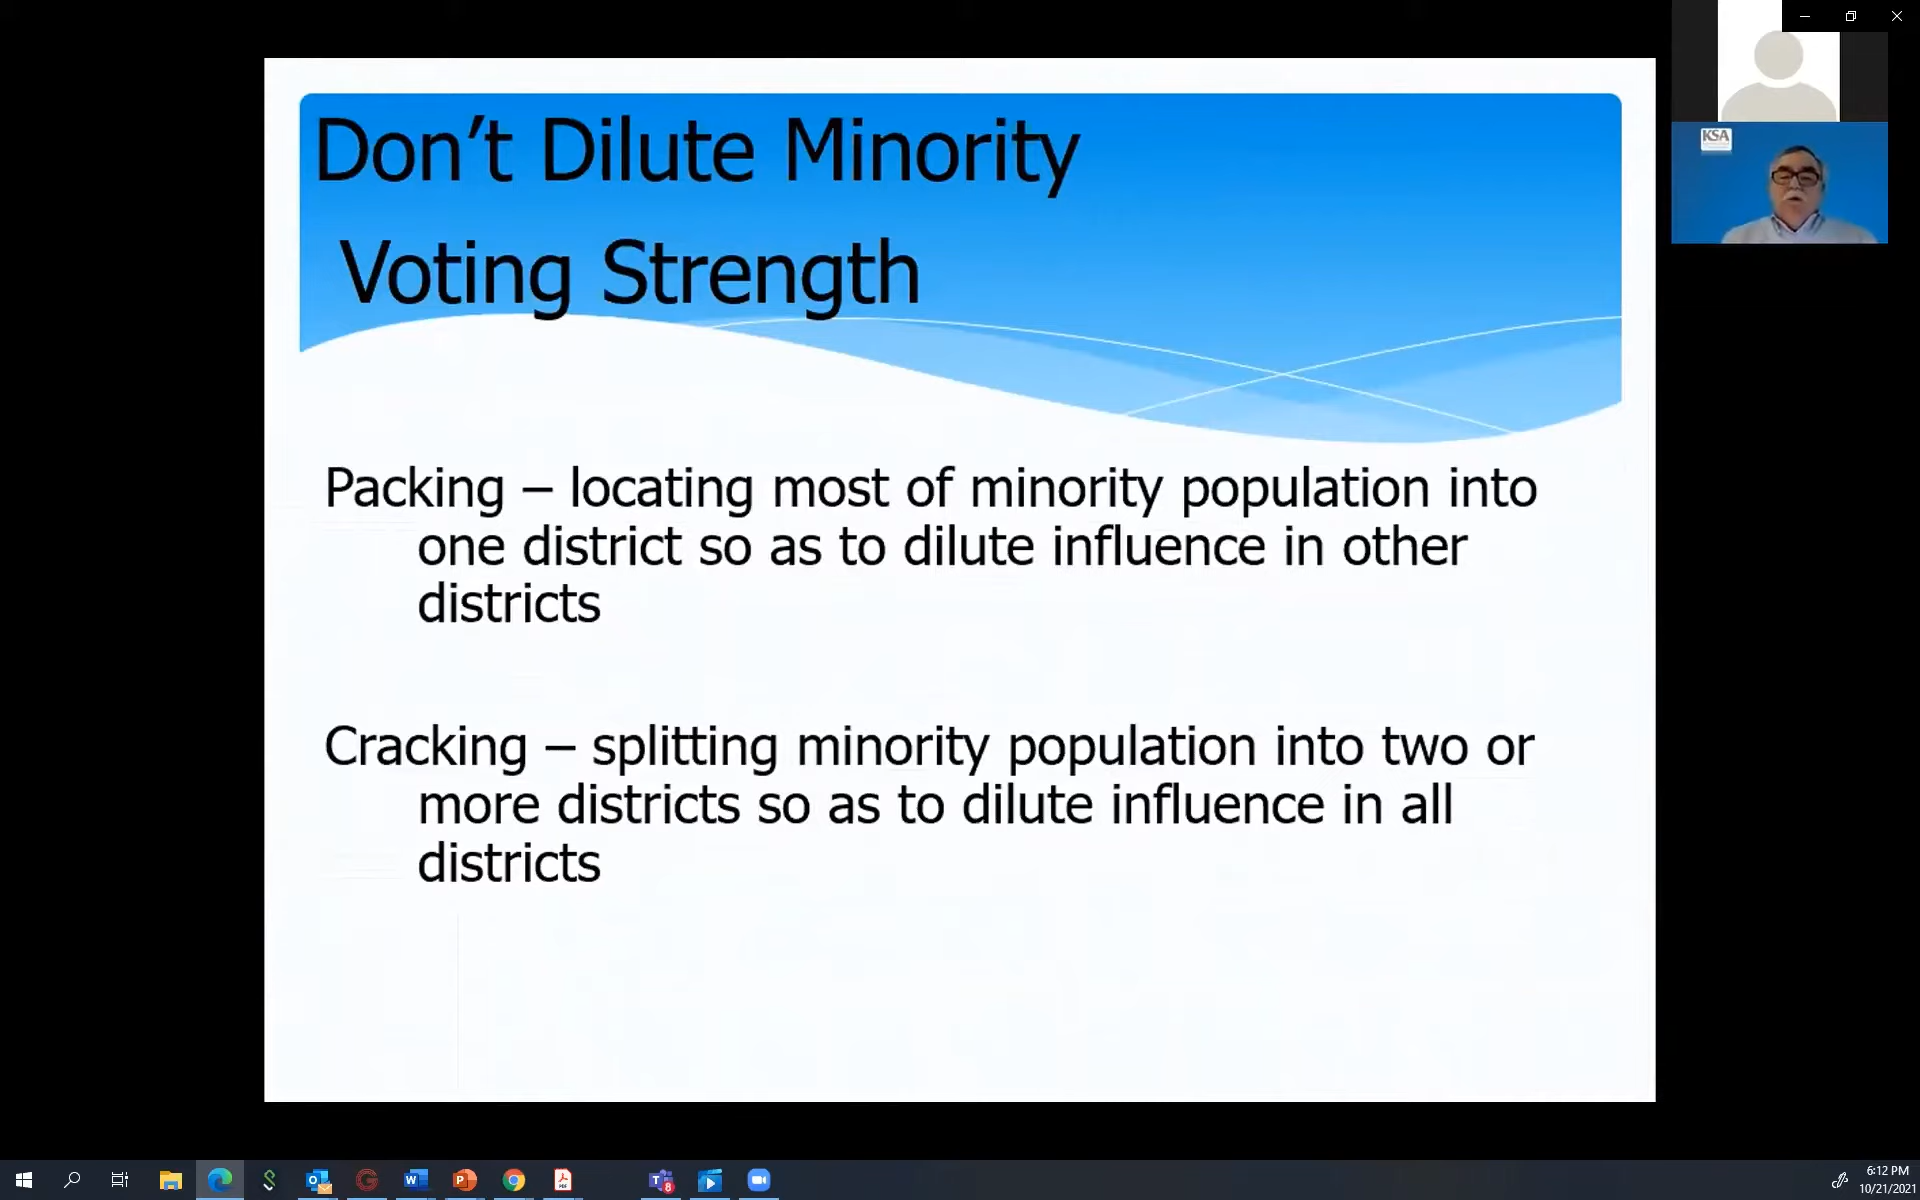 Don't Dilute Minority
Voting Strength
KSA
Packing – locating most of minority population into
one district so as to dilute influence in other
districts
Cracking – splitting minority population into two or
more districts so as to dilute influence in all
districts
6:12 PM
10/21/2021